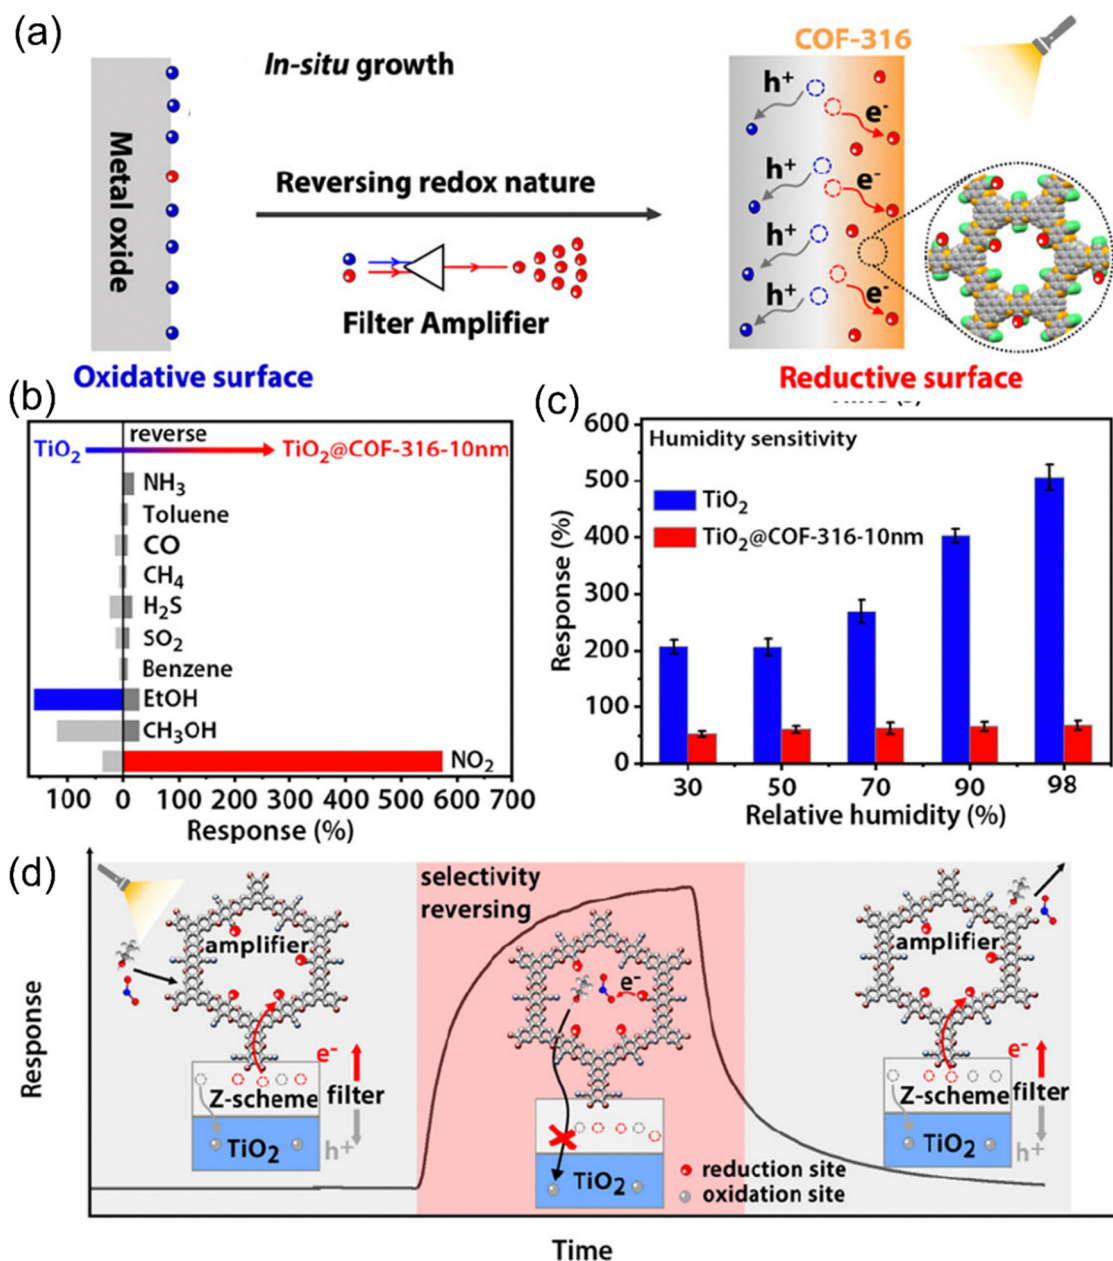 (a)
In-situ growth
COF-316
Metal oxide
h+
e-
h+
e-
h+
h+
e-
Reversing redox nature
Filter Amplifier
Oxidative surface
Reductive surface
(b)
TiO2
reverse
TiO2@COF-316-10nm
NH3
Toluene
CO
CH4
H2S
SO2
Benzene
EtOH
CH3OH
NO2
100 0 100 200 300 400 500 600 700
Response (%)
(c)
Humidity sensitivity
TiO2
TiO2@COF-316-10nm
600
500
400
300
200
100
0
Response (%)
30 50 70 90 98
Relative humidity (%)
(d)
selectivity
reversing
amplifier
e-
Z-scheme
filter
TiO2
h+
e-
TiO2
reduction site
oxidation site
amplifier
e-
Z-scheme
filter
TiO2
h+
Response
Time